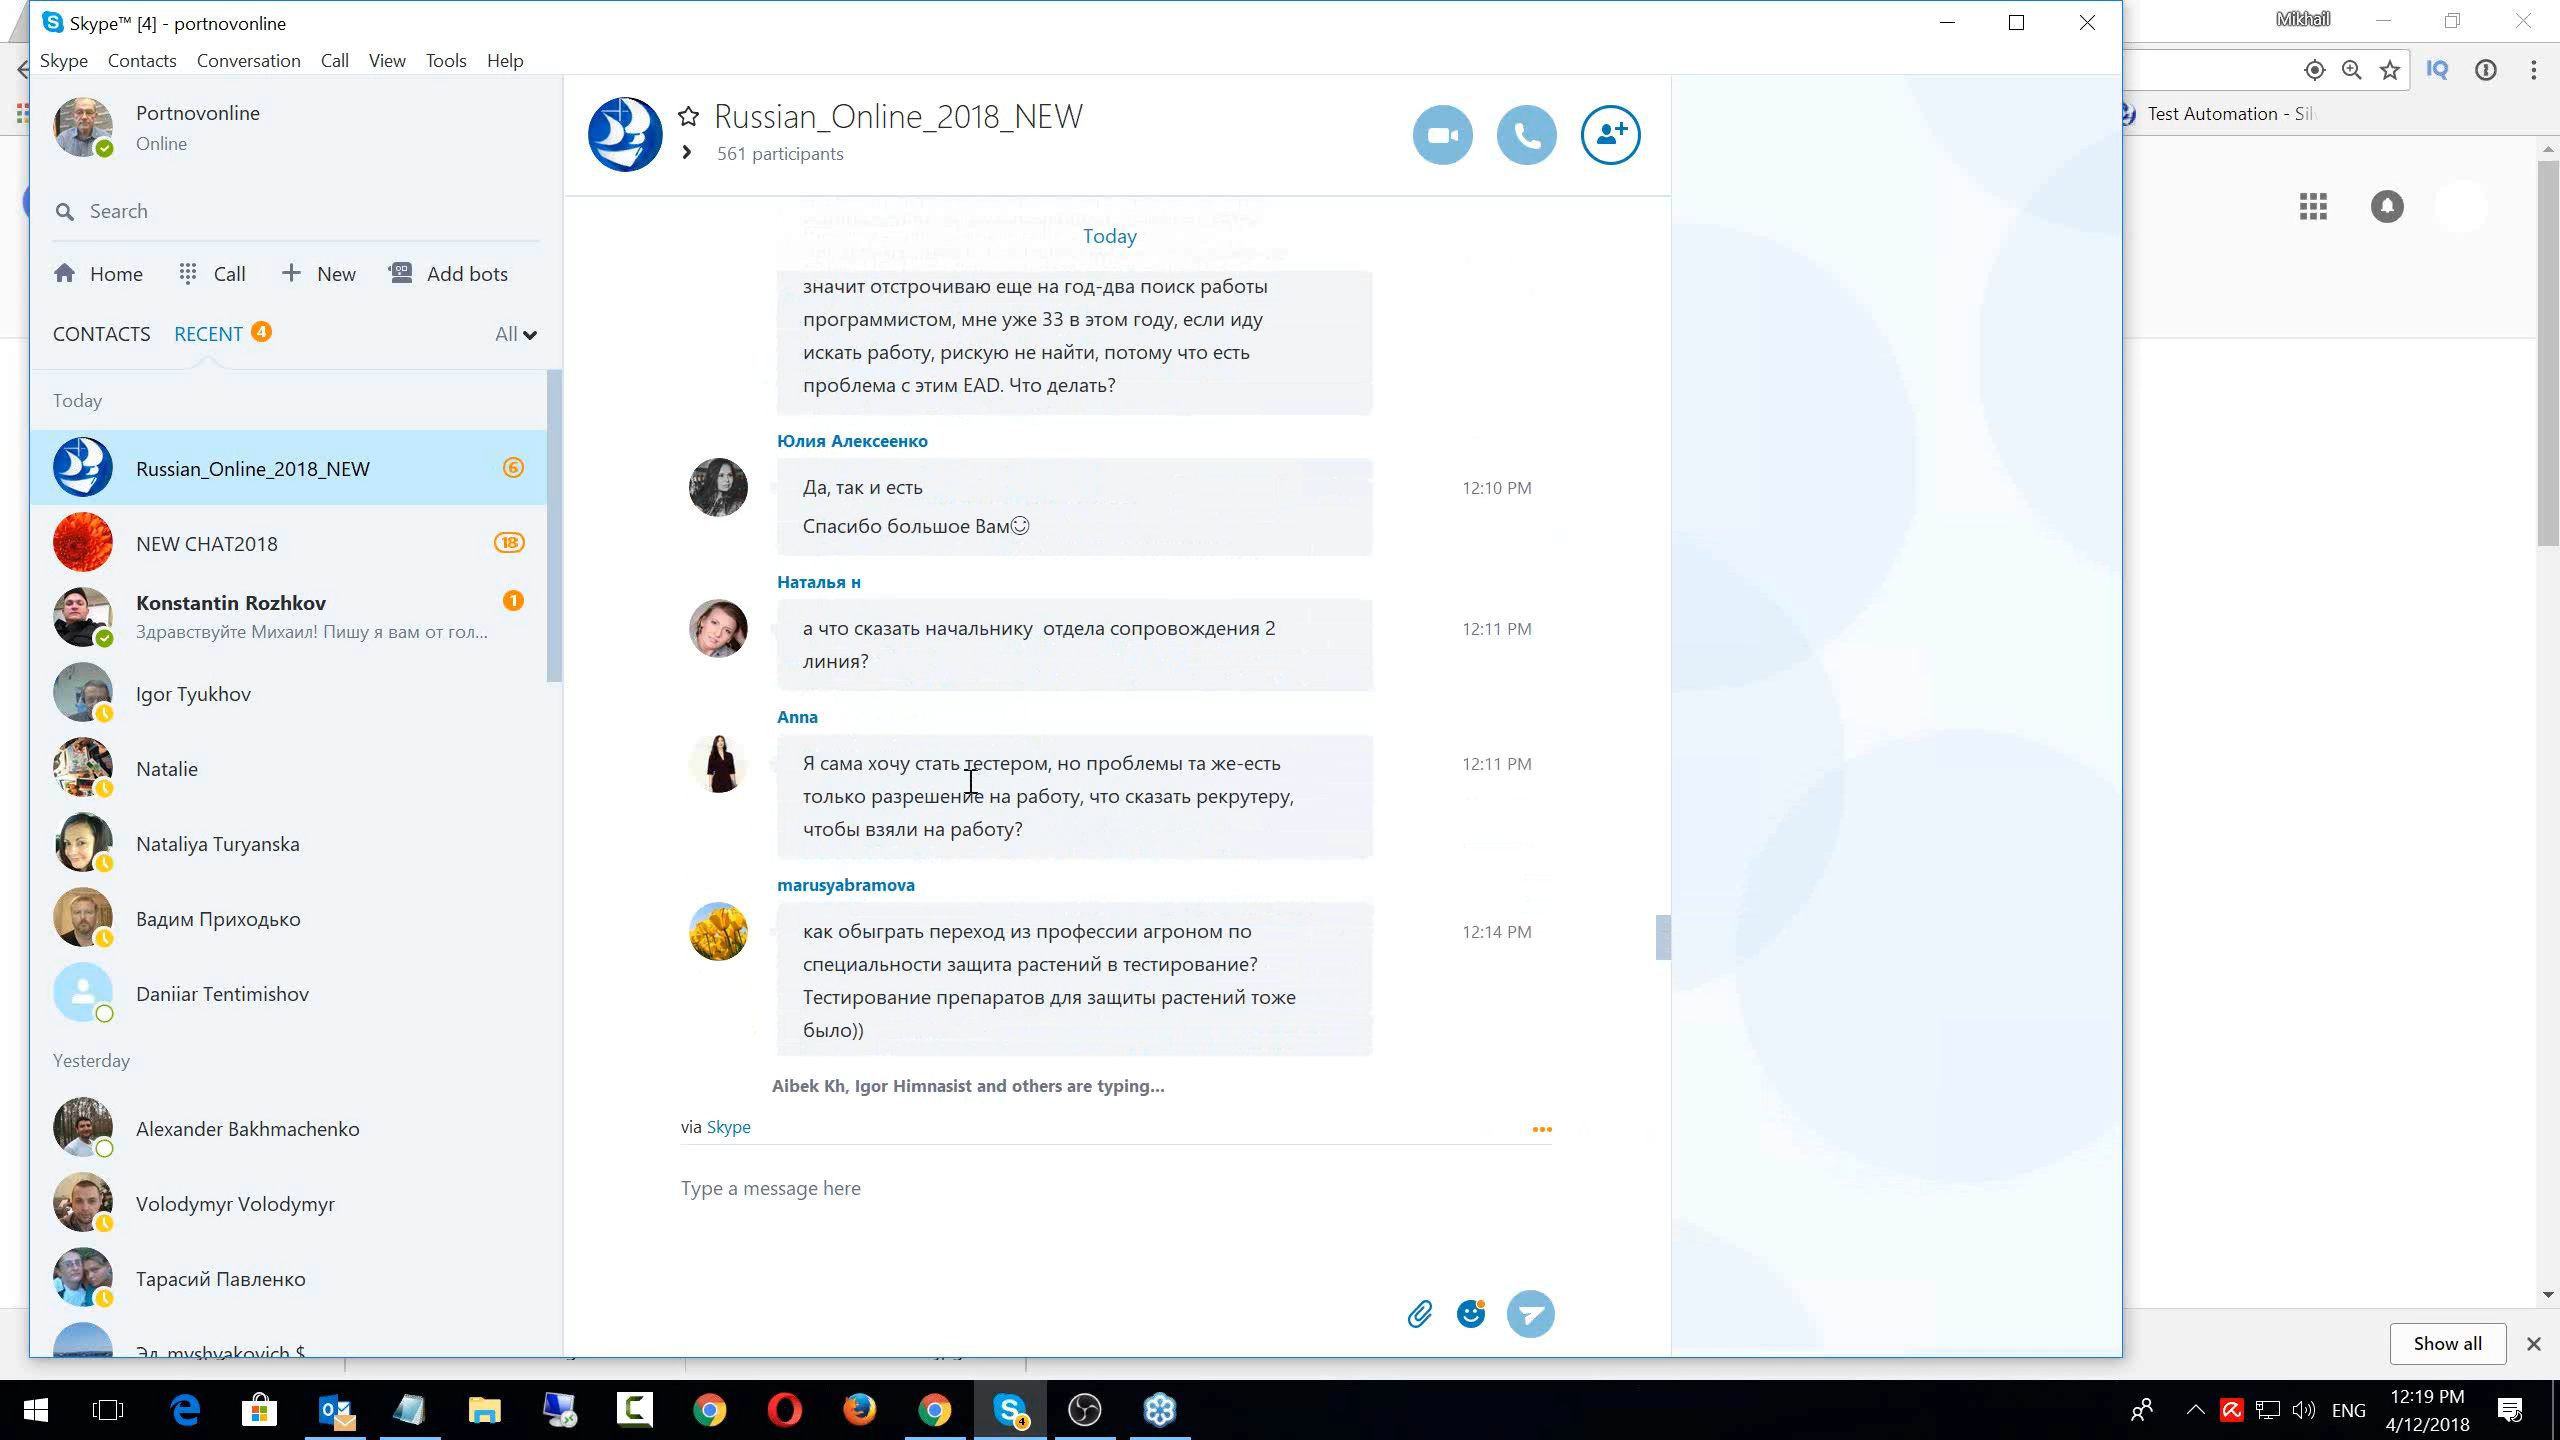 Skype™ [4] - portnovonline
Mikhail
Skype Contacts Conversation Call View Tools Help
Test Automation - Sil
Portnovonline
Online
Search
Home Call New Add bots
CONTACTS RECENT 4 All
Today
Russian_Online_2018_NEW 6
NEW CHAT2018 18
Konstantin Rozhkov 1
Здравствуйте Михаил! Пишу я вам от гол...
Igor Tyukhov
Natalie
Nataliya Turyanska
Вадим Приходько
Daniiar Tentimishov
Yesterday
Alexander Bakhmachenko
Volodymyr Volodymyr
Тарасий Павленко
Эд myshyakovich $
Russian_Online_2018_NEW
561 participants
Today
значит отстрочиваю еще на год-два поиск работы
программистом, мне уже 33 в этом году, если иду
искать работу, рискую не найти, потому что есть
проблема с этим EAD. Что делать?
Юлия Алексеенко
Да, так и есть 12:10 PM
Спасибо большое Вам
Наталья н
а что сказать начальнику отдела сопровождения 2 12:11 PM
линия?
Anna
Я сама хочу стать тестером, но проблемы та же-есть 12:11 PM
только разрешение на работу, что сказать рекрутеру,
чтобы взяли на работу?
marusyabramova
как обыграть переход из профессии агроном по 12:14 PM
специальности защита растений в тестирование?
Тестирование препаратов для защиты растений тоже
было))
Aibek Kh, Igor Himnasist and others are typing...
via Skype
Type a message here
Show all
ENG
12:19 PM
4/12/2018